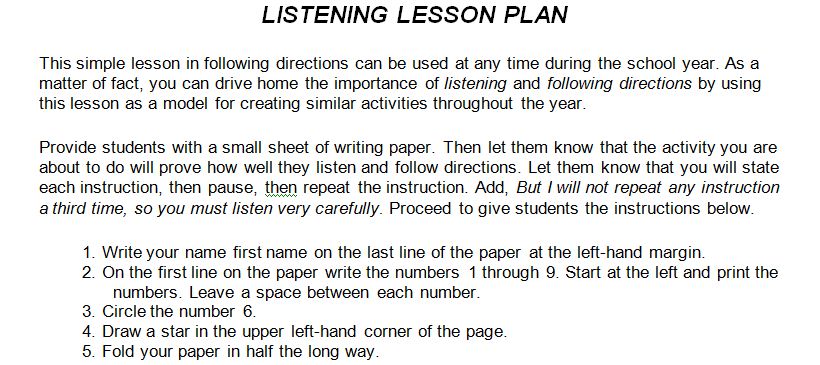 LISTENING LESSON PLAN
This simple lesson in following directions can be used at any time during the school year. As a
matter of fact, you can drive home the importance of listening and following directions by using
this lesson as a model for creating similar activities throughout the year.
Provide students with a small sheet of writing paper. Then let them know that the activity you are
about to do will prove how well they listen and follow directions. Let them know that you will state
each instruction, then pause, then repeat the instruction. Add, But I will not repeat any instruction
a third time, so you must listen very carefully. Proceed to give students the instructions below.
1. Write your name first name on the last line of the paper at the left-hand margin.
2. On the first line on the paper write the numbers 1 through 9. Start at the left and print the
numbers. Leave a space between each number.
3. Circle the number 6.
4. Draw a star in the upper left-hand corner of the page.
5. Fold your paper in half the long way.